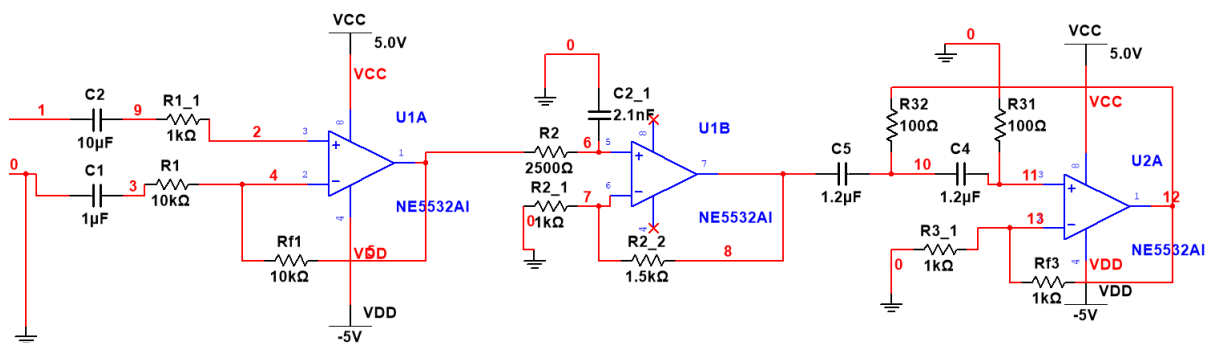 VCC
5.0V
VCC
1
C2
10µF
9
R1_1
1kΩ
2
3
8
U1A
1
0
C1
1µF
3
R1
10kΩ
4
2
4
NE5532AI
Rf1
10kΩ
VDD
5
VDD
-5V
0
C2_1
2.1nF
8
U1B
R2
2500Ω
6
5
7
R2_1
1kΩ
0
7
6
4
NE5532AI
R2_2
1.5kΩ
8
VCC
5.0V
0
VCC
R32
100Ω
R31
100Ω
C5
1.2µF
10
C4
1.2µF
11
3
8
U2A
1
12
13
2
4
NE5532AI
R3_1
1kΩ
0
VDD
Rf3
1kΩ
VDD
-5V